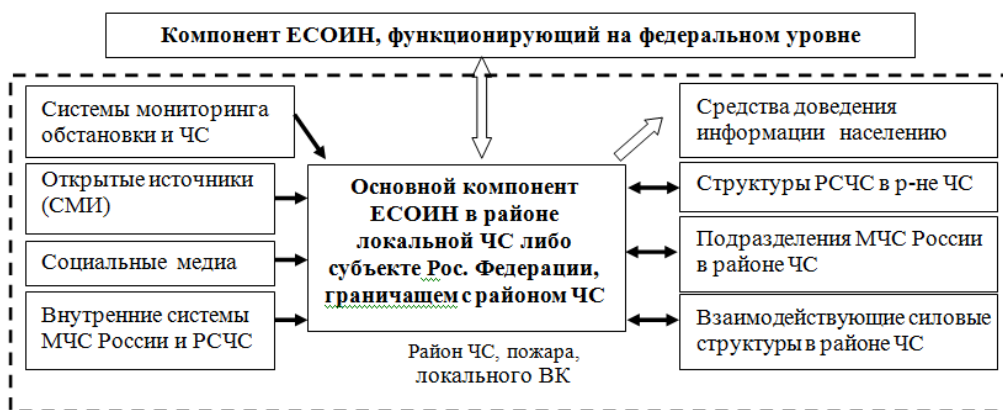 Компонент ЕСОИН, функционирующий на федеральном уровне
Системы мониторинга
обстановки и ЧС
Открытые источники
(СМИ)
Социальные медиа
Внутренние системы
МЧС России и РСЧС
Основной компонент
ЕСОИН в районе
локальной ЧС либо
субъекте Рос. Федерации,
граничащем с районом ЧС
Район ЧС, пожара,
локального ВК
Средства доведения
информации населению
Структуры РСЧС в р-не ЧС
Подразделения МЧС России
в районе ЧС
Взаимодействующие силовые
структуры в районе ЧС